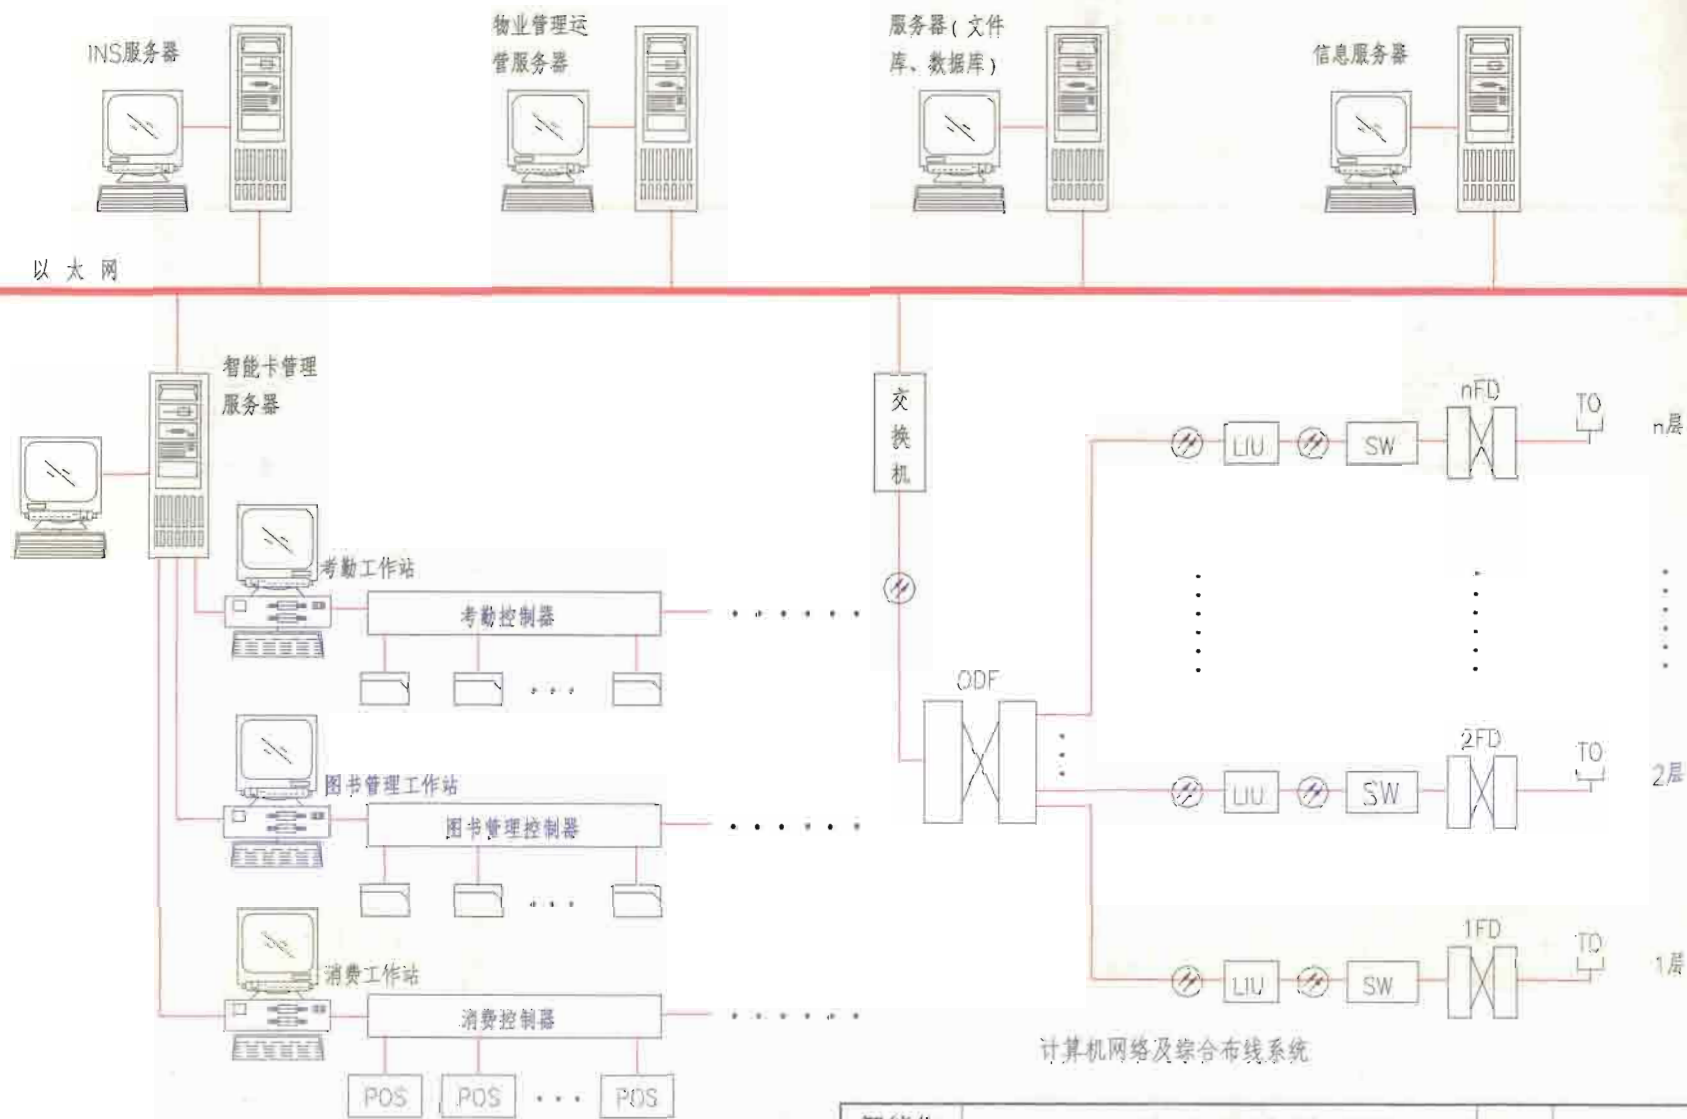 INS服务器
物业管理运
营服务器
服务器(文件
库、数据库)
信息服务器
以太网
智能卡管理
服务器
交
换
机
nFD
TO
LIU
SW
n层
考勤工作站
考勤控制器
ODF
2FD
TO
LIU
SW
2层
图书管理工作站
图书管理控制器
1FD
TO
LIU
SW
1层
消费工作站
消费控制器
计算机网络及综合布线系统
POS
POS
POS